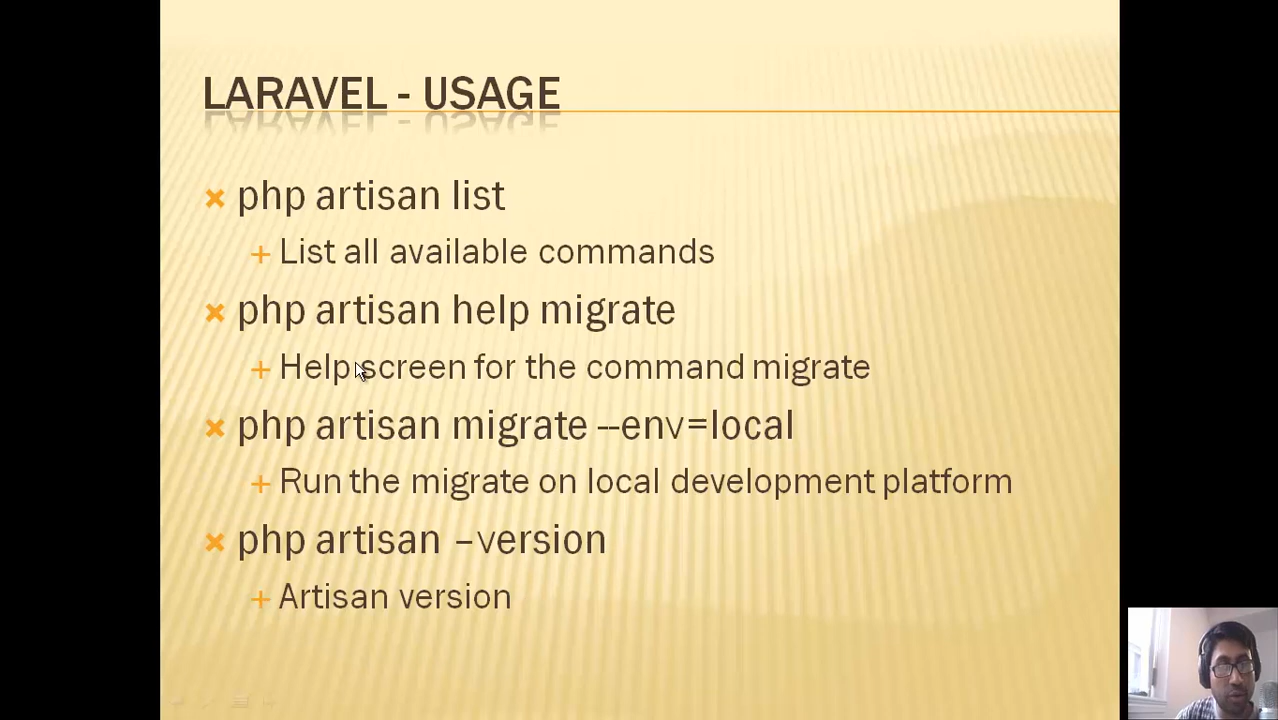 LARAVEL - USAGE
php artisan list
List all available commands
php artisan help migrate
Help screen for the command migrate
php artisan migrate --env=local
Run the migrate on local development platform
php artisan –version
Artisan version